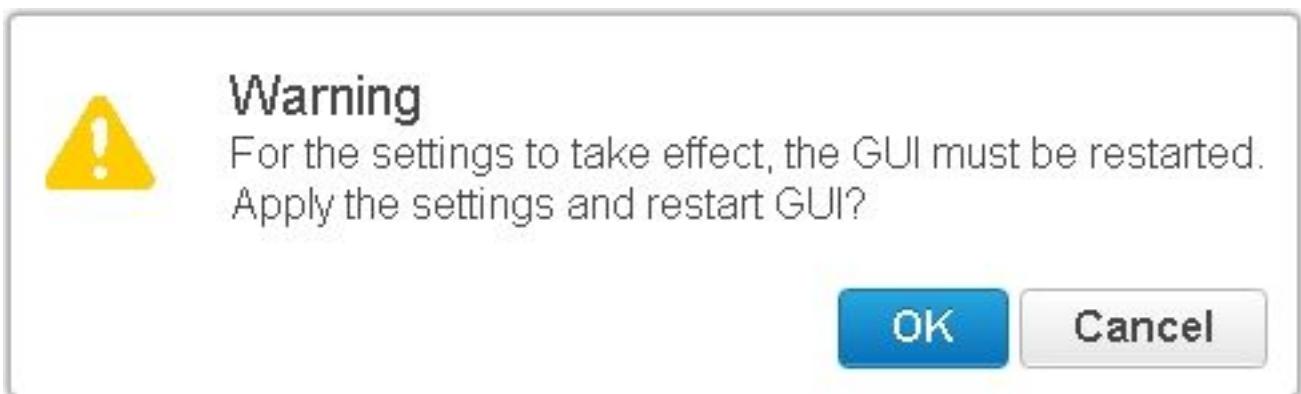 Warning
For the settings to take effect, the GUI must be restarted.
Apply the settings and restart GUI?
OK Cancel